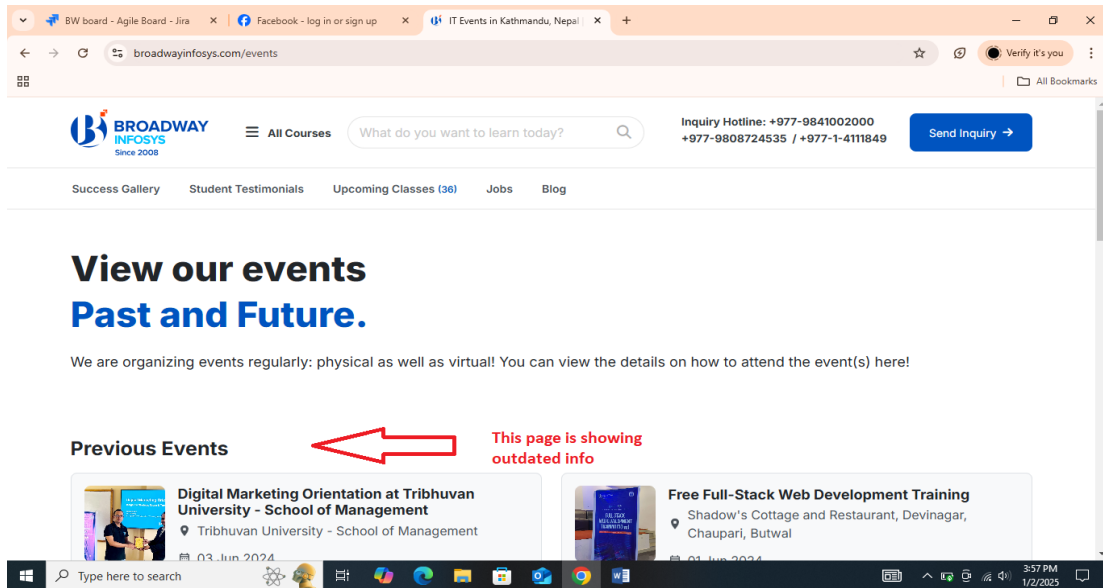 BW board - Agile Board - Jira
Facebook - log in or sign up
IT Events in Kathmandu, Nepal |
broadwayinfosys.com/events
Verify it's you
All Bookmarks
BROADWAY
INFOSYS
Since 2008
All Courses
What do you want to learn today?
Inquiry Hotline: +977-9841002000
+977-9808724535 / +977-1-4111849
Send Inquiry →
Success Gallery Student Testimonials Upcoming Classes (36) Jobs Blog
View our events
Past and Future.
We are organizing events regularly: physical as well as virtual! You can view the details on how to attend the event(s) here!
Previous Events
This page is showing
outdated info
Digital Marketing Orientation at Tribhuvan
University - School of Management
Tribhuvan University - School of Management
03 Jun 2024
Free Full-Stack Web Development Training
Shadow's Cottage and Restaurant, Devinagar,
Chaupari, Butwal
01 Jun 2024
Type here to search
3:57 PM
1/2/2025